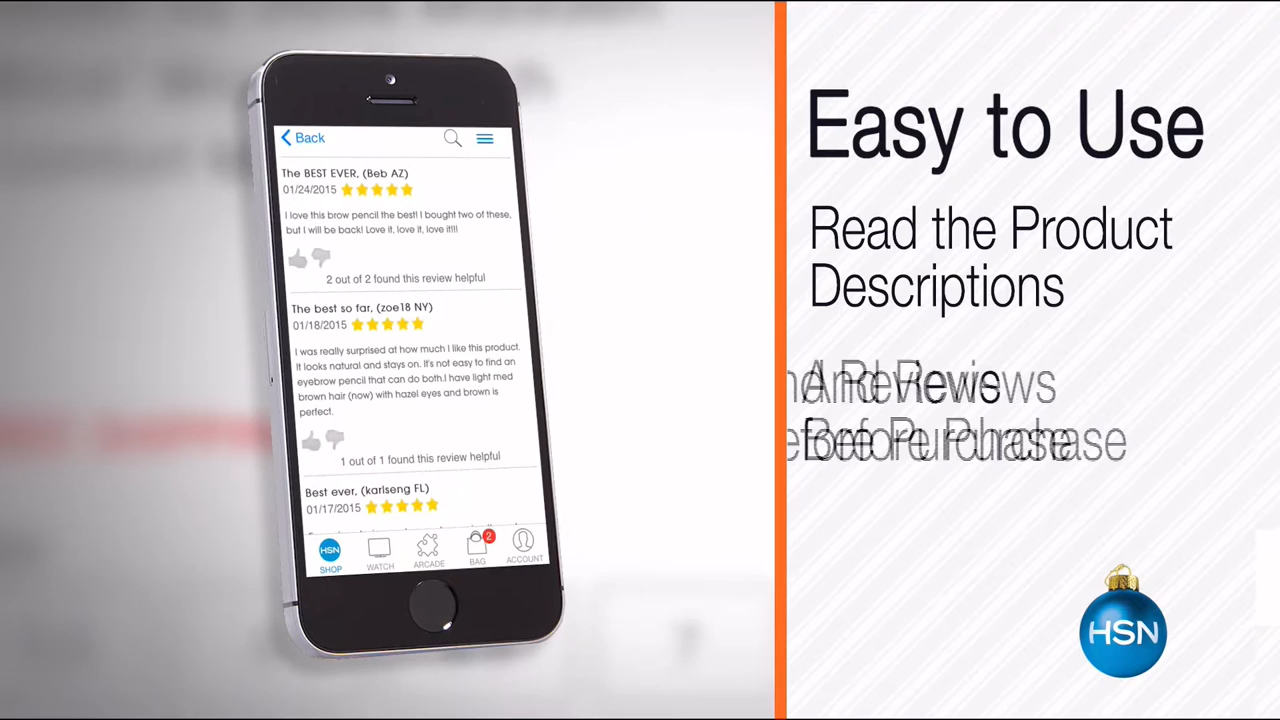 Back
The BEST EVER, (Beb AZ)
01/24/2015
I love this brow pencil the best! I bought two of these,
but I will be back! Love it, love it, love it!!!
2 out of 2 found this review helpful
The best so far, (zoe18 NY)
01/18/2015
I was really surprised at how much I like this product.
It looks natural and stays on. It's not easy to find an
eyebrow pencil that can do both.I have light med
brown hair (now) with hazel eyes and brown is
perfect.
1 out of 1 found this review helpful
Best ever, (karlseng FL)
01/17/2015
HSN
2
SHOP
WATCH
ARCADE
BAG
ACCOUNT
Easy to Use
Read the Product
Descriptions
And Reviews
Before Purchase
HSN